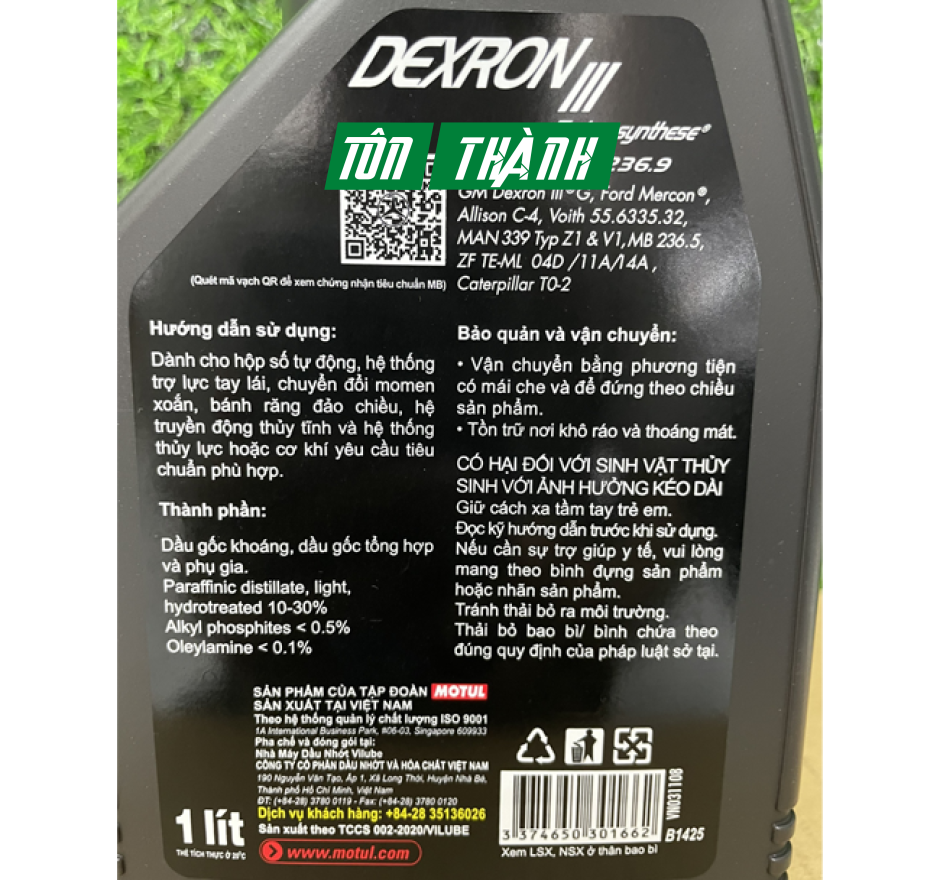 DEXRON III
synthese®
TÔN THÀNH
236.9
GM Dexron III® G, Ford Mercon®,
Allison C-4, Voith 55.6335.32,
MAN 339 Typ Z1 & V1, MB 236.5,
ZF TE-ML 04D /11A/14A ,
Caterpillar TO-2
(Quét mã vạch QR để xem chứng nhận tiêu chuẩn MB)
Hướng dẫn sử dụng:
Dành cho hộp số tự động, hệ thống
trợ lực tay lái, chuyển đổi momen
xoắn, bánh răng đảo chiều, hệ
truyền động thủy tĩnh và hệ thống
thủy lực hoặc cơ khí yêu cầu tiêu
chuẩn phù hợp.
Thành phần:
Dầu gốc khoáng, dầu gốc tổng hợp
và phụ gia.
Paraffinic distillate, light,
hydrotreated 10-30%
Alkyl phosphites < 0.5%
Oleylamine < 0.1%
Bảo quản và vận chuyển:
• Vận chuyển bằng phương tiện
có mái che và để đứng theo chiều
sản phẩm.
• Tồn trữ nơi khô ráo và thoáng mát.
CÓ HẠI ĐỐI VỚI SINH VẬT THỦY
SINH VỚI ẢNH HƯỞNG KÉO DÀI
Giữ cách xa tầm tay trẻ em.
Đọc kỹ hướng dẫn trước khi sử dụng.
Nếu cần sự trợ giúp y tế, vui lòng
mang theo bình đựng sản phẩm
hoặc nhãn sản phẩm.
Tránh thải bỏ ra môi trường.
Thải bỏ bao bì/ bình chứa theo
đúng quy định của pháp luật sở tại.
SẢN PHẨM CỦA TẬP ĐOÀN MOTUL
SẢN XUẤT TẠI VIỆT NAM
Theo hệ thống quản lý chất lượng ISO 9001
1A International Business Park, #06-03, Singapore 609933
Pha chế và đóng gói tại:
Nhà Máy Dầu Nhớt Vilube
CÔNG TY CỔ PHẦN DẦU NHỚT VÀ HÓA CHẤT VIỆT NAM
190 Nguyễn Văn Tạo, Ấp 1, Xã Long Thới, Huyện Nhà Bè,
Thành phố Hồ Chí Minh, Việt Nam
ĐT: (+84-28) 3780 0119 - Fax: (+84-28) 3780 0120
Dịch vụ khách hàng: +84-28 35136026
Sản xuất theo TCCS 002-2020/VILUBE
www.motul.com
1 lít
THỂ TÍCH THỰC Ở 20°C
3 374650 301662
VIN031108
B1425
Xem LSX, NSX ở thân bao bì